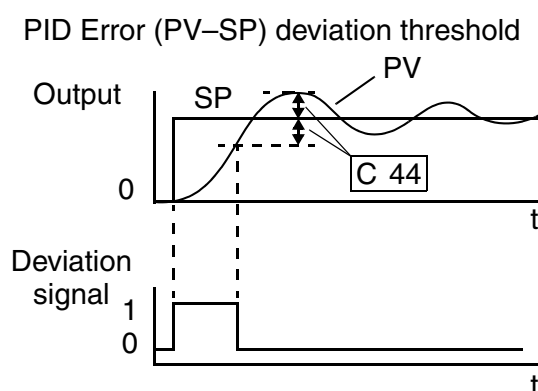 PID Error (PV–SP) deviation threshold
PV
Output
SP
C 44
0
t
Deviation
signal
1
0
t